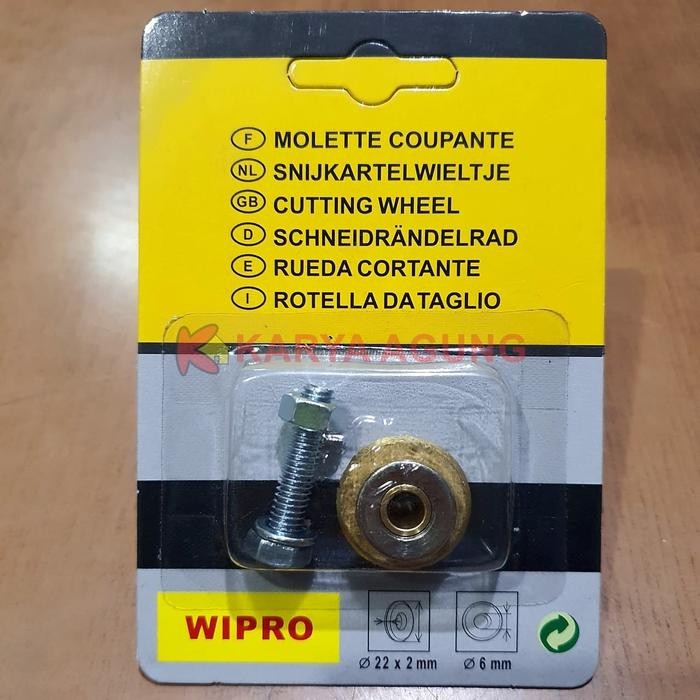 F MOLETTE COUPANTE
NL SNIJKARTELWIELTJE
GB CUTTING WHEEL
D SCHNEIDRÄNDELRAD
E RUEDA CORTANTE
I ROTELLA DA TAGLIO
KARYA AGUNG
WIPRO
Ø 22 x 2 mm
Ø 6 mm